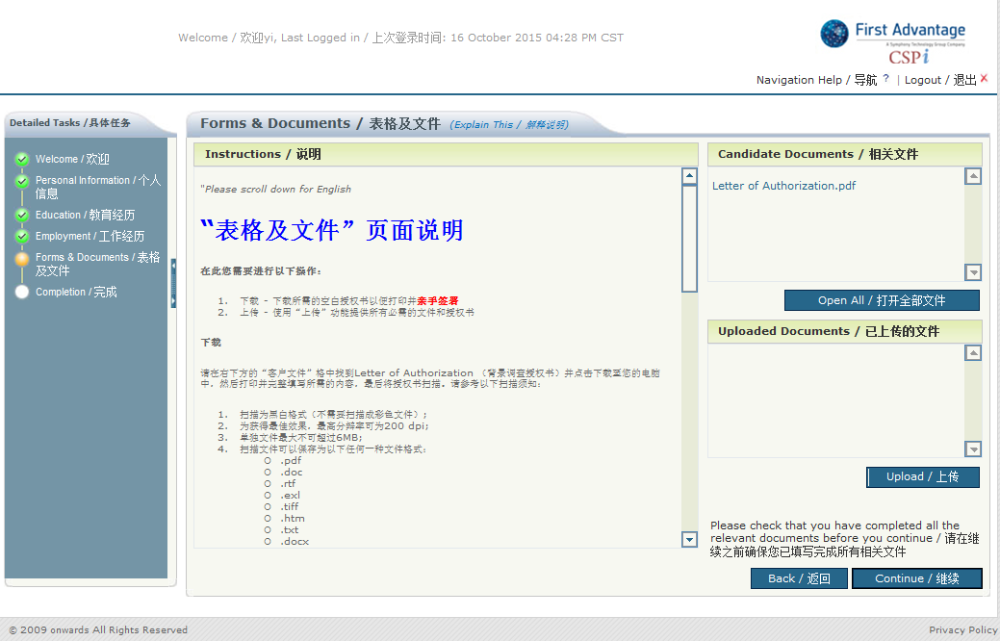 Welcome / 欢迎yi, Last Logged in / 上次登录时间: 16 October 2015 04:28 PM CST
First Advantage
A Symphony Technology Group Company
CSPi
Navigation Help / 导航 ? | Logout / 退出 X
Detailed Tasks /具体任务
Welcome / 欢迎
Personal Information / 个人
信息
Education / 教育经历
Employment / 工作经历
Forms & Documents / 表格
及文件
Completion / 完成
Forms & Documents / 表格及文件 (Explain This / 解释说明)
Instructions / 说明
"Please scroll down for English
“表格及文件”页面说明
在此您需要进行以下操作:
1. 下载 - 下载所需的空白授权书以便打印并亲手签署
2. 上传 - 使用“上传”功能提供所有必需的文件和授权书
下载
请在右下方的“客户文件”格中找到Letter of Authorization （背景调查授权书）并点击下载至您的电脑
中，然后打印并完整填写所需的内容，最后将授权书扫描。请参考以下扫描须知:
1. 扫描为黑白格式（不需要扫描成彩色文件）;
2. 为获得最佳效果，最高分辨率可为200 dpi;
3. 单独文件最大不可超过6MB;
4. 扫描文件可以保存为以下任何一种文件格式:
.pdf
.doc
.rtf
.exl
.tiff
.htm
.txt
.docx
Candidate Documents / 相关文件
Letter of Authorization.pdf
Open All / 打开全部文件
Uploaded Documents / 已上传的文件
Upload / 上传
Please check that you have completed all the
relevant documents before you continue / 请在继
续之前确保您已填写完成所有相关文件
Back / 返回
Continue / 继续
© 2009 onwards All Rights Reserved
Privacy Policy